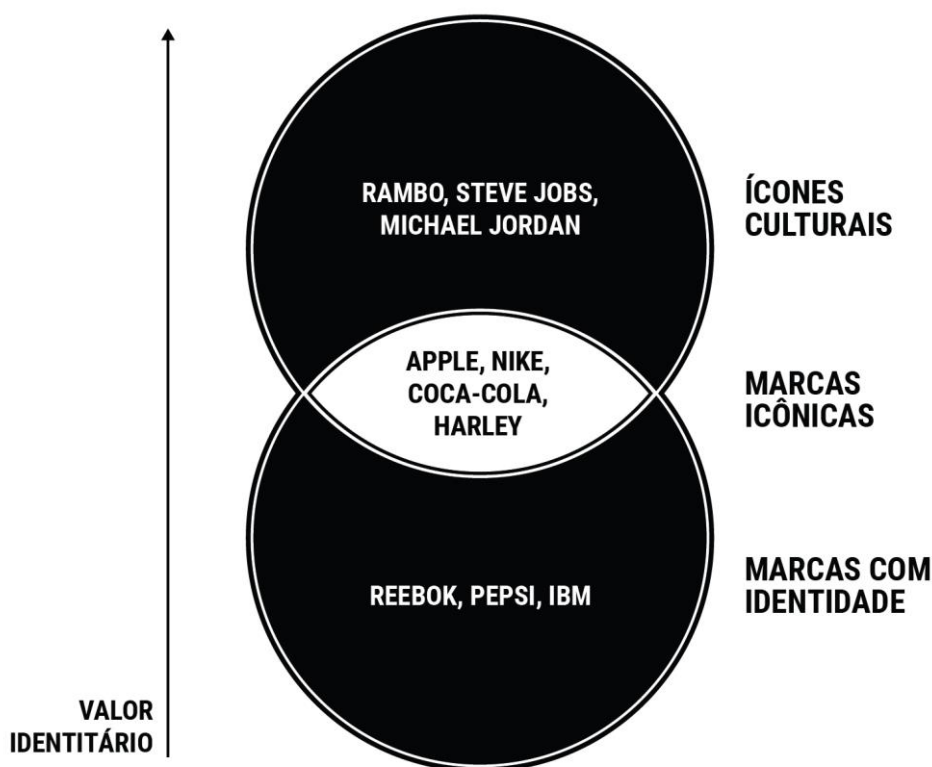 RAMBO, STEVE JOBS,
MICHAEL JORDAN
ÍCONES
CULTURAIS
APPLE, NIKE,
COCA-COLA,
HARLEY
MARCAS
ICÔNICAS
REEBOK, PEPSI, IBM
MARCAS COM
IDENTIDADE
VALOR
IDENTITÁRIO